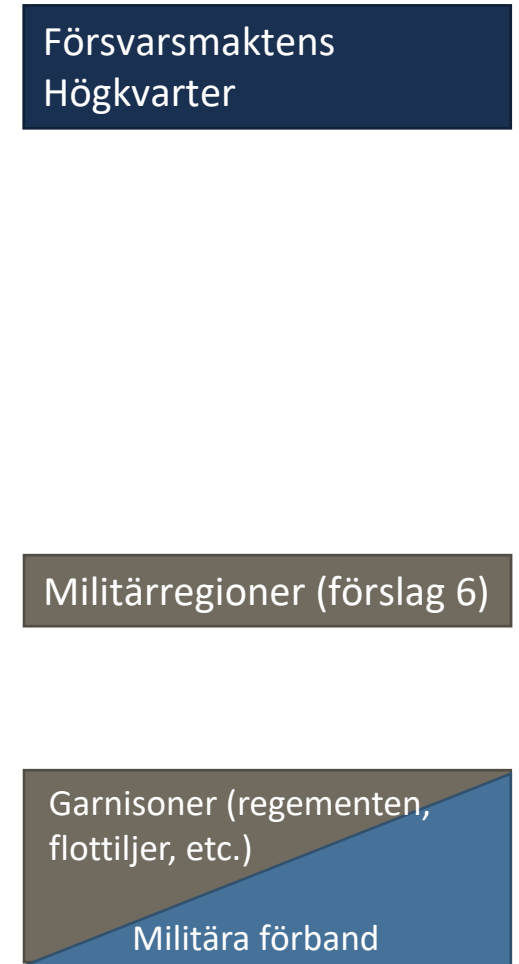 Försvarsmaktens
Högkvarter
Militärregioner (förslag 6)
Garnisoner (regementen,
flottiljer, etc.)
Militära förband